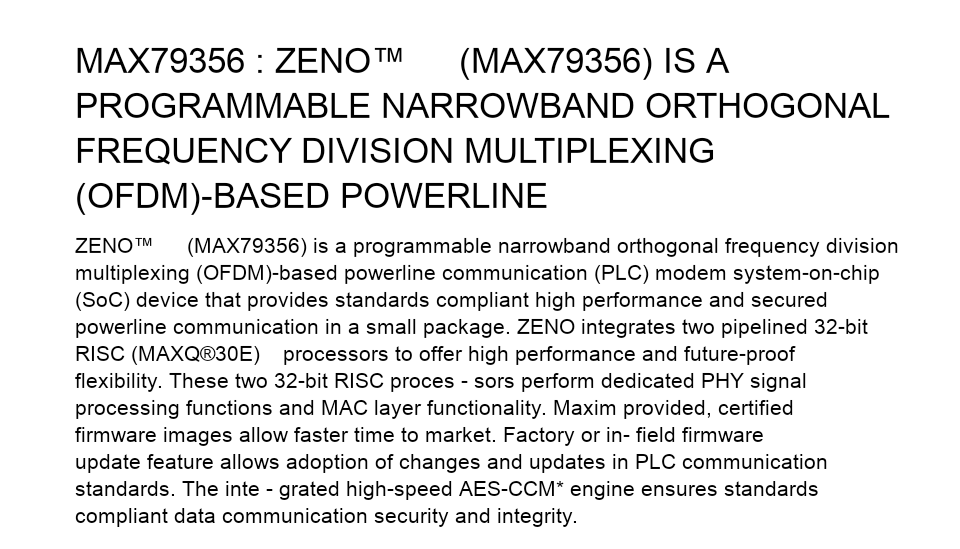 MAX79356 : ZENO™ (MAX79356) IS A
PROGRAMMABLE NARROWBAND ORTHOGONAL
FREQUENCY DIVISION MULTIPLEXING
(OFDM)-BASED POWERLINE
ZENO™ (MAX79356) is a programmable narrowband orthogonal frequency division
multiplexing (OFDM)-based powerline communication (PLC) modem system-on-chip
(SoC) device that provides standards compliant high performance and secured
powerline communication in a small package. ZENO integrates two pipelined 32-bit
RISC (MAXQ®30E) processors to offer high performance and future-proof
flexibility. These two 32-bit RISC proces - sors perform dedicated PHY signal
processing functions and MAC layer functionality. Maxim provided, certified
firmware images allow faster time to market. Factory or in- field firmware
update feature allows adoption of changes and updates in PLC communication
standards. The inte - grated high-speed AES-CCM* engine ensures standards
compliant data communication security and integrity.